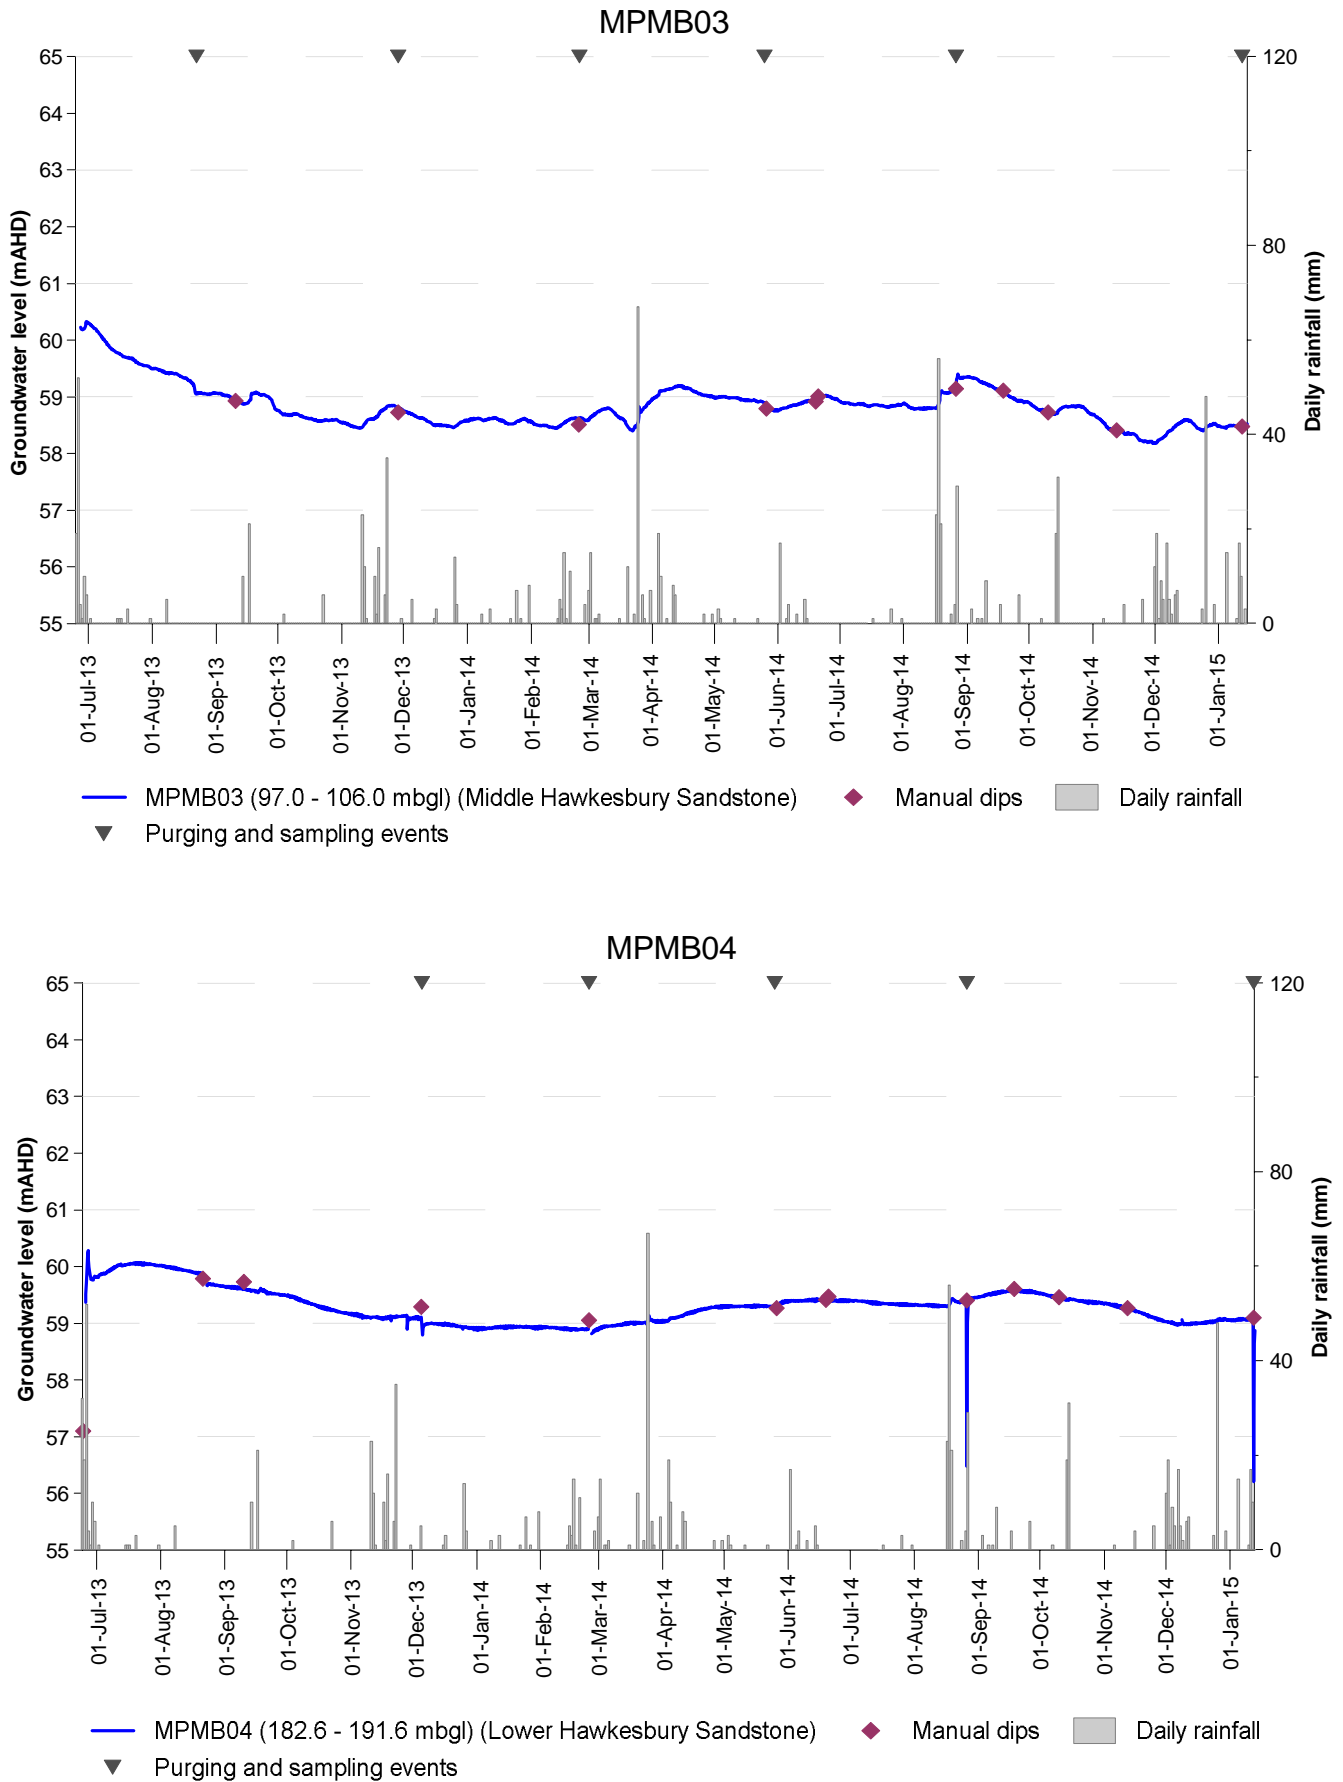 MPMB03
65
64
63
62
61
60
59
58
57
56
55
Groundwater level (mAHD)
120
80
40
0
Daily rainfall (mm)
01-Jul-13
01-Aug-13
01-Sep-13
01-Oct-13
01-Nov-13
01-Dec-13
01-Jan-14
01-Feb-14
01-Mar-14
01-Apr-14
01-May-14
01-Jun-14
01-Jul-14
01-Aug-14
01-Sep-14
01-Oct-14
01-Nov-14
01-Dec-14
01-Jan-15
MPMB03 (97.0 - 106.0 mbgl) (Middle Hawkesbury Sandstone) Manual dips Daily rainfall
Purging and sampling events
MPMB04
65
64
63
62
61
60
59
58
57
56
55
Groundwater level (mAHD)
120
80
40
0
Daily rainfall (mm)
01-Jul-13
01-Aug-13
01-Sep-13
01-Oct-13
01-Nov-13
01-Dec-13
01-Jan-14
01-Feb-14
01-Mar-14
01-Apr-14
01-May-14
01-Jun-14
01-Jul-14
01-Aug-14
01-Sep-14
01-Oct-14
01-Nov-14
01-Dec-14
01-Jan-15
MPMB04 (182.6 - 191.6 mbgl) (Lower Hawkesbury Sandstone) Manual dips Daily rainfall
Purging and sampling events